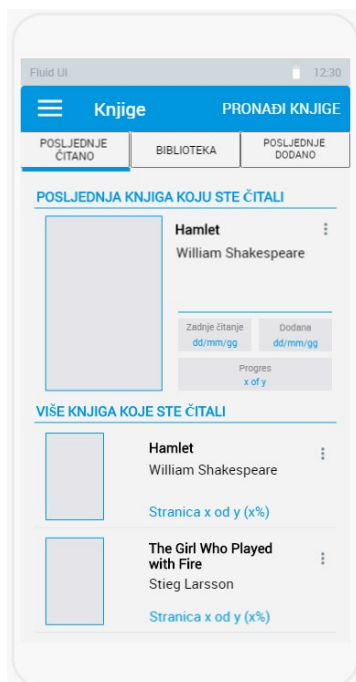 Fluid UI 12:30
Knjige PRONAĐI KNJIGE
POSLJEDNJE
ČITANO
BIBLIOTEKA
POSLJEDNJE
DODANO
POSLJEDNJA KNJIGA KOJU STE ČITALI
Hamlet
William Shakespeare
Zadnje čitanje
dd/mm/gg
Dodana
dd/mm/gg
Progres
x of y
VIŠE KNJIGA KOJE STE ČITALI
Hamlet
William Shakespeare
Stranica x od y (x%)
The Girl Who Played
with Fire
Stieg Larsson
Stranica x od y (x%)